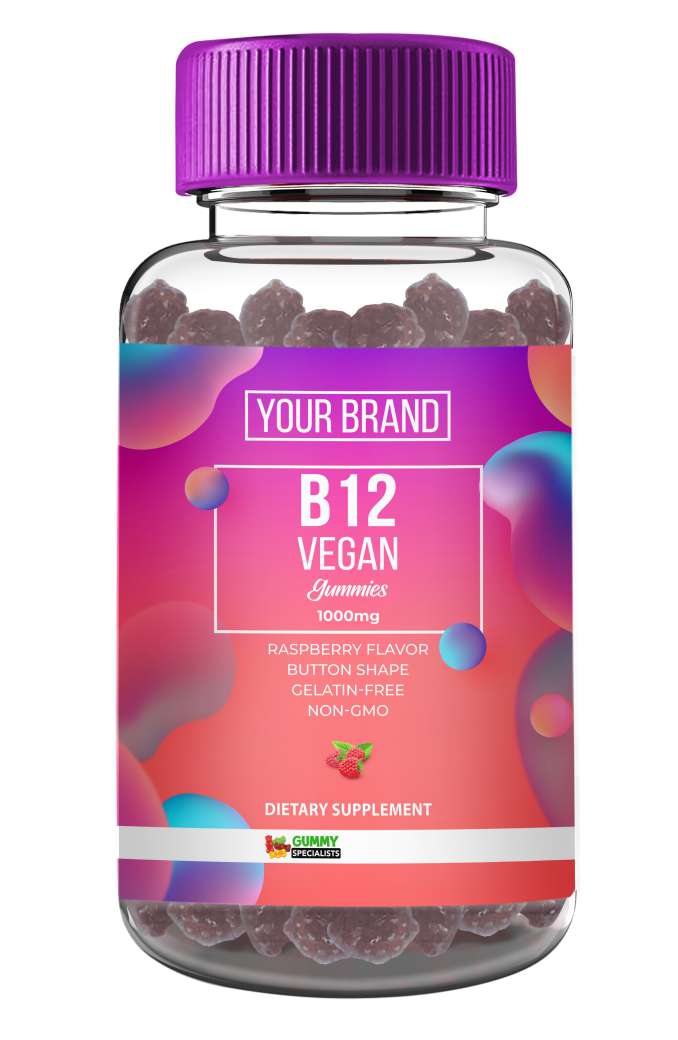 YOUR BRAND
B12
VEGAN
gummies
1000mg
RASPBERRY FLAVOR
BUTTON SHAPE
GELATIN-FREE
NON-GMO
DIETARY SUPPLEMENT
GUMMY
SPECIALISTS